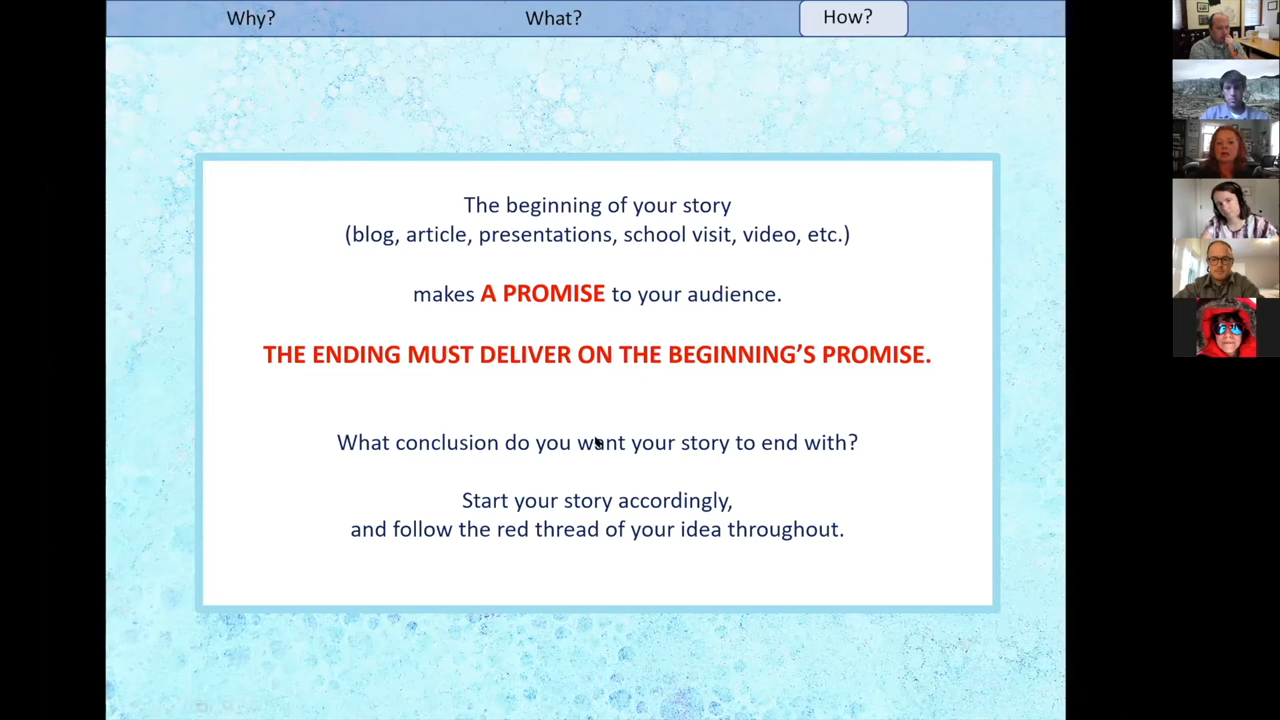 Why?
What?
How?
The beginning of your story
(blog, article, presentations, school visit, video, etc.)
makes A PROMISE to your audience.
THE ENDING MUST DELIVER ON THE BEGINNING’S PROMISE.
What conclusion do you want your story to end with?
Start your story accordingly,
and follow the red thread of your idea throughout.